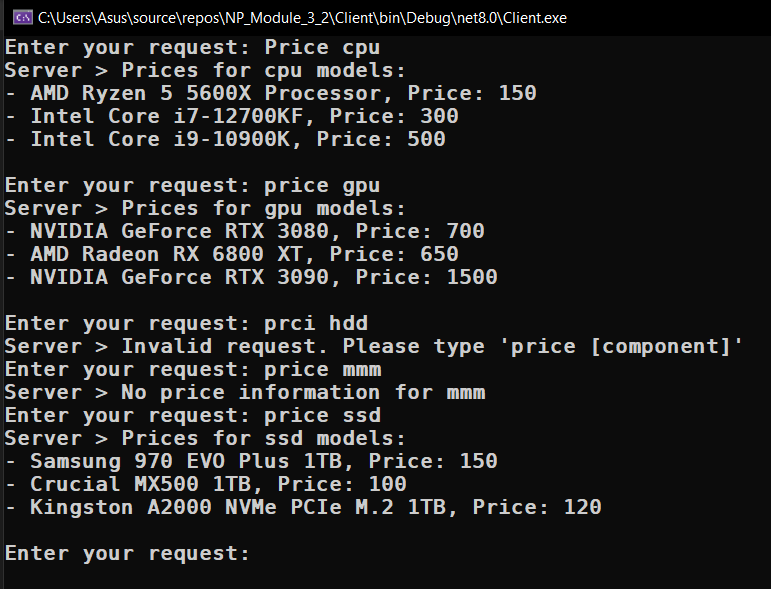 C:\Users\Asus\source\repos\NP_Module_3_2\Client\bin\Debug\net8.0\Client.exe
Enter your request: Price cpu
Server > Prices for cpu models:
- AMD Ryzen 5 5600X Processor, Price: 150
- Intel Core i7-12700KF, Price: 300
- Intel Core i9-10900K, Price: 500
Enter your request: price gpu
Server > Prices for gpu models:
- NVIDIA GeForce RTX 3080, Price: 700
- AMD Radeon RX 6800 XT, Price: 650
- NVIDIA GeForce RTX 3090, Price: 1500
Enter your request: prci hdd
Server > Invalid request. Please type 'price [component]'
Enter your request: price mmm
Server > No price information for mmm
Enter your request: price ssd
Server > Prices for ssd models:
- Samsung 970 EVO Plus 1TB, Price: 150
- Crucial MX500 1TB, Price: 100
- Kingston A2000 NVMe PCIe M.2 1TB, Price: 120
Enter your request: